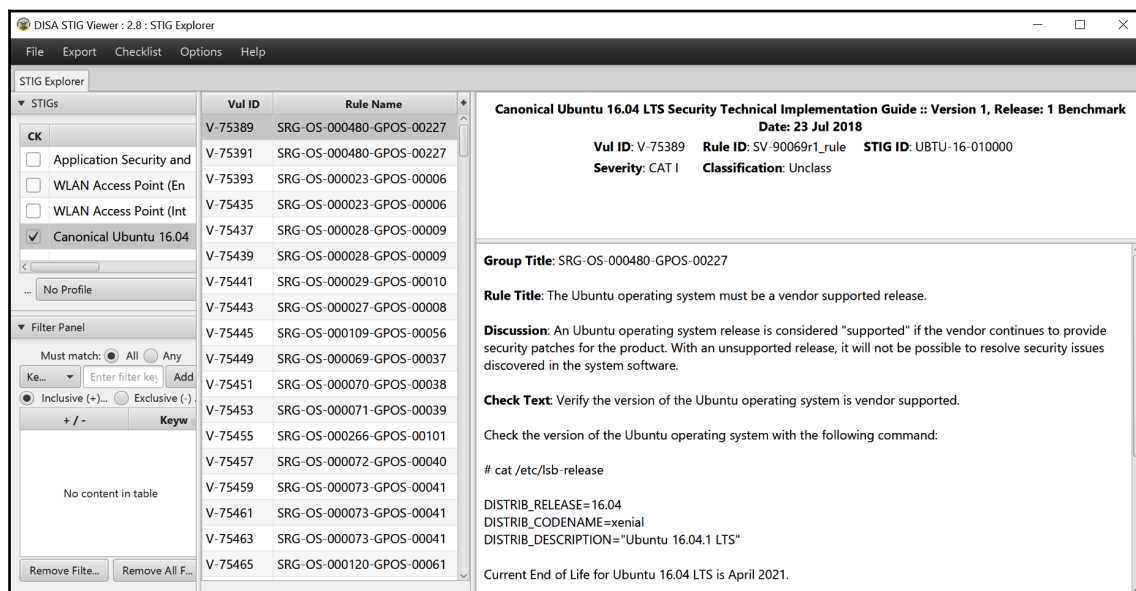 DISA STIG Viewer : 2.8 : STIG Explorer
File Export Checklist Options Help
STIG Explorer
STIGs
CK
Application Security and
WLAN Access Point (En
WLAN Access Point (Int
Canonical Ubuntu 16.04
... No Profile
Filter Panel
Must match: All Any
Ke... Enter filter key Add
Inclusive (+)... Exclusive (-) .
+ / - Keyw
No content in table
Remove Filte... Remove All F...
Vul ID Rule Name +
V-75389 SRG-OS-000480-GPOS-00227
V-75391 SRG-OS-000480-GPOS-00227
V-75393 SRG-OS-000023-GPOS-00006
V-75435 SRG-OS-000023-GPOS-00006
V-75437 SRG-OS-000028-GPOS-00009
V-75439 SRG-OS-000028-GPOS-00009
V-75441 SRG-OS-000029-GPOS-00010
V-75443 SRG-OS-000027-GPOS-00008
V-75445 SRG-OS-000109-GPOS-00056
V-75449 SRG-OS-000069-GPOS-00037
V-75451 SRG-OS-000070-GPOS-00038
V-75453 SRG-OS-000071-GPOS-00039
V-75455 SRG-OS-000266-GPOS-00101
V-75457 SRG-OS-000072-GPOS-00040
V-75459 SRG-OS-000073-GPOS-00041
V-75461 SRG-OS-000073-GPOS-00041
V-75463 SRG-OS-000073-GPOS-00041
V-75465 SRG-OS-000120-GPOS-00061
Canonical Ubuntu 16.04 LTS Security Technical Implementation Guide :: Version 1, Release: 1 Benchmark
Date: 23 Jul 2018
Vul ID: V-75389 Rule ID: SV-90069r1_rule STIG ID: UBTU-16-010000
Severity: CAT I Classification: Unclass
Group Title: SRG-OS-000480-GPOS-00227
Rule Title: The Ubuntu operating system must be a vendor supported release.
Discussion: An Ubuntu operating system release is considered "supported" if the vendor continues to provide
security patches for the product. With an unsupported release, it will not be possible to resolve security issues
discovered in the system software.
Check Text: Verify the version of the Ubuntu operating system is vendor supported.
Check the version of the Ubuntu operating system with the following command:
# cat /etc/lsb-release
DISTRIB_RELEASE=16.04
DISTRIB_CODENAME=xenial
DISTRIB_DESCRIPTION="Ubuntu 16.04.1 LTS"
Current End of Life for Ubuntu 16.04 LTS is April 2021.